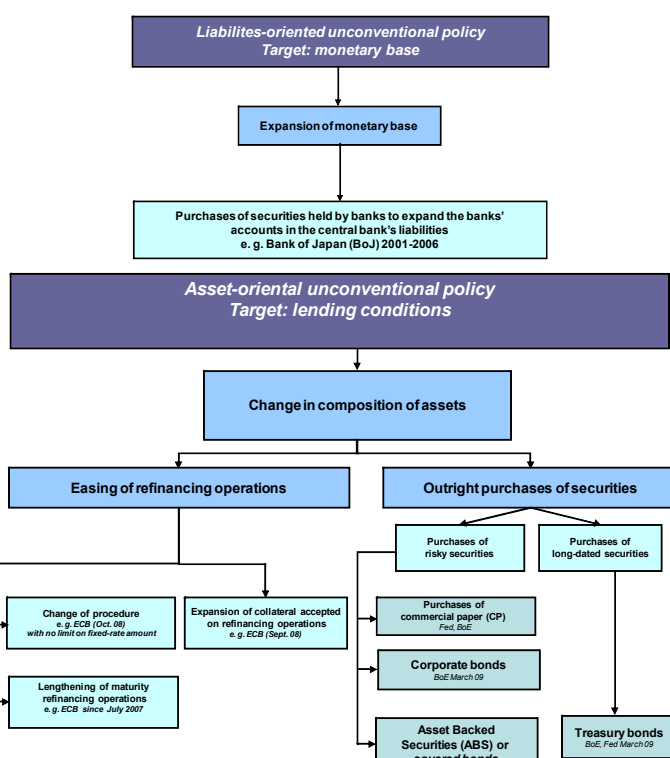 Liabilites-oriented unconventional policy
Target: monetary base
Expansion of monetary base
Purchases of securities held by banks to expand the banks'
accounts in the central bank's liabilities
e. g. Bank of Japan (BoJ) 2001-2006
Asset-oriental unconventional policy
Target: lending conditions
Change in composition of assets
Easing of refinancing operations
Outright purchases of securities
Purchases of
risky securities
Purchases of
long-dated securities
Change of procedure
e.g. ECB (Oct. 08)
with no limit on fixed-rate amount
Expansion of collateral accepted
on refinancing operations
e.g. ECB (Sept. 08)
Purchases of
commercial paper (CP)
Fed, BoE
Corporate bonds
BoE March 09
Lengthening of maturity
refinancing operations
e.g. ECB since July 2007
Asset Backed
Securities (ABS) or
covered bonds
Treasury bonds
BoE, Fed March 09